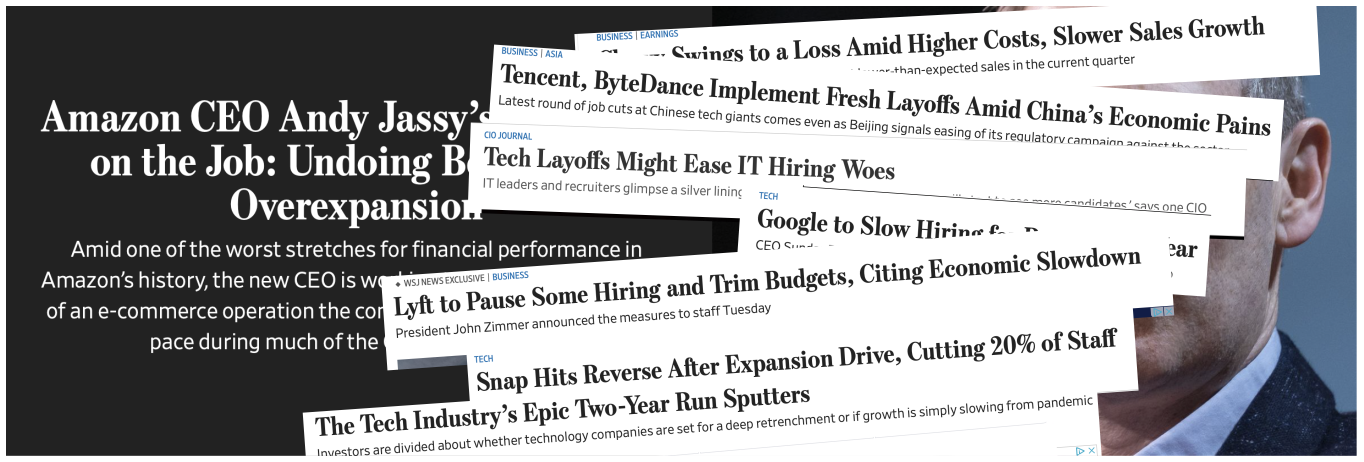 Amazon CEO Andy Jassy's
on the Job: Undoing
Overexpansion
Amid one of the worst stretches for financial performance in
Amazon's history, the new CEO is
of an e-commerce operation the
pace during much of the
BUSINESS | EARNINGS
Swings to a Loss Amid Higher Costs, Slower Sales Growth
lower-than-expected sales in the current quarter
BUSINESS | ASIA
Tencent, ByteDance Implement Fresh Layoffs Amid China's Economic Pains
Latest round of job cuts at Chinese tech giants comes even as Beijing signals easing of its regulatory campaign against the sector
CIO JOURNAL
Tech Layoffs Might Ease IT Hiring Woes
IT leaders and recruiters glimpse a silver lining
to see more candidates,' says one CIO
TECH
Google to Slow Hiring for
ear
CEO
WSJ NEWS EXCLUSIVE | BUSINESS
Lyft to Pause Some Hiring and Trim Budgets, Citing Economic Slowdown
President John Zimmer announced the measures to staff Tuesday
TECH
Snap Hits Reverse After Expansion Drive, Cutting 20% of Staff
The Tech Industry's Epic Two-Year Run Sputters
Investors are divided about whether technology companies are set for a deep retrenchment or if growth is simply slowing from pandemic